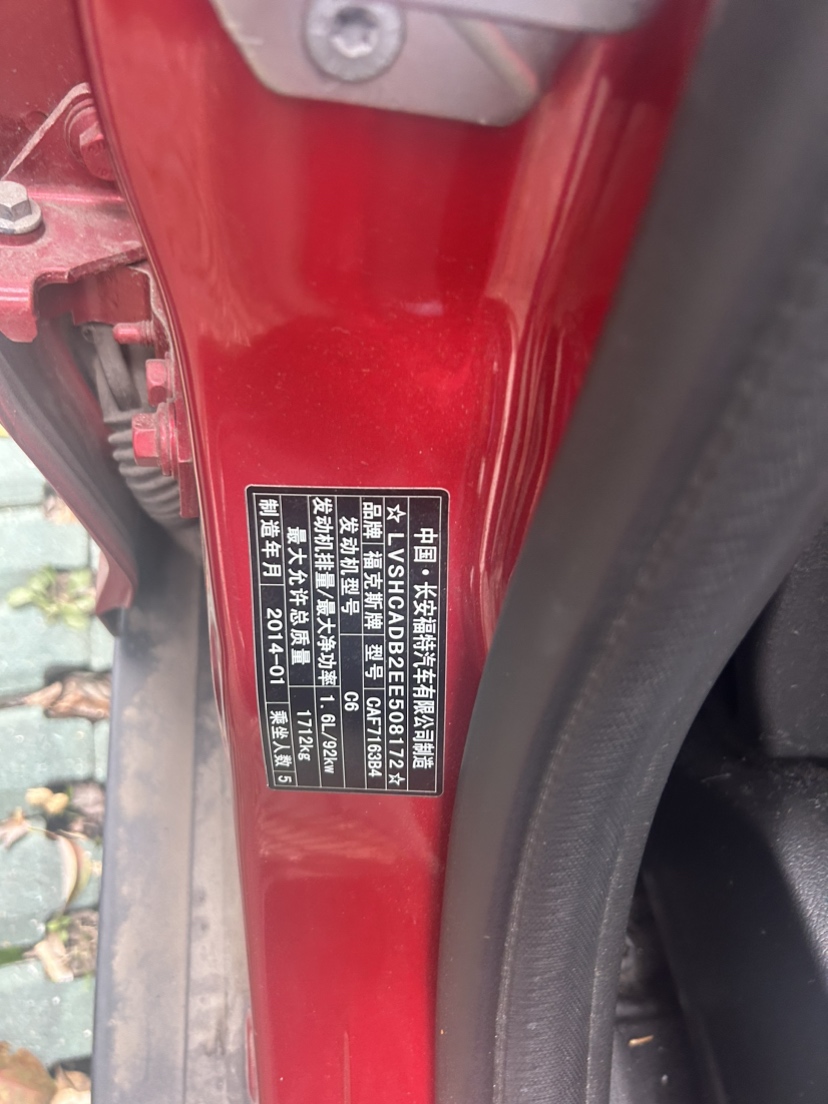 中国·长安福特汽车有限公司制造
☆LVSHCADB2EE508172☆
品牌 福克斯牌 型号 CAF7163B4
发动机型号 C6
发动机排量/最大净功率 1.6L/92kw
最大允许总质量 1712kg
制造年月 2014-01 乘坐人数 5